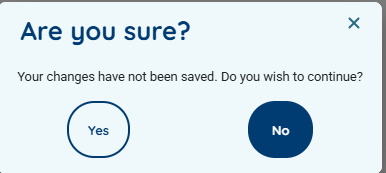 Are you sure?
Your changes have not been saved. Do you wish to continue?
Yes
No